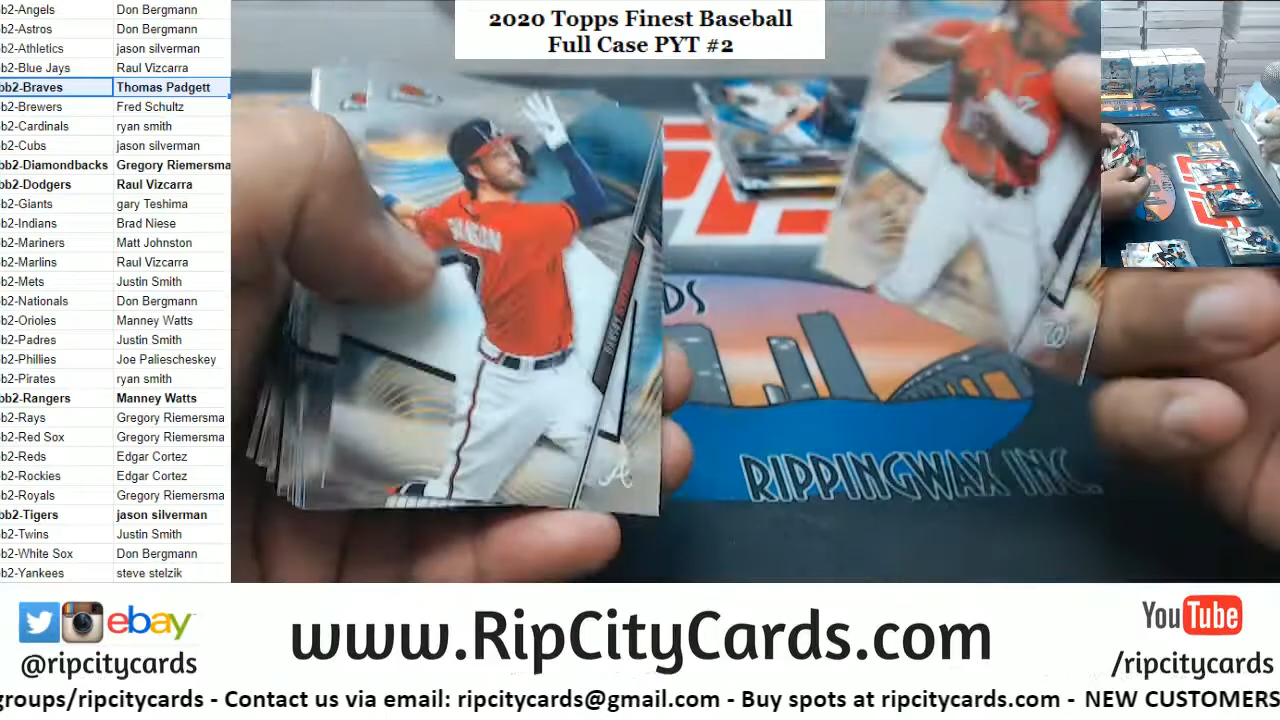 2020 Topps Finest Baseball
Full Case PYT #2
b2-Angels Don Bergmann
b2-Astros Don Bergmann
b2-Athletics jason silverman
b2-Blue Jays Raul Vizcarra
bb2-Braves Thomas Padgett
b2-Brewers Fred Schultz
b2-Cardinals ryan smith
b2-Cubs jason silverman
bb2-Diamondbacks Gregory Riemersma
bb2-Dodgers Raul Vizcarra
b2-Giants gary Teshima
b2-Indians Brad Niese
b2-Mariners Matt Johnston
b2-Marlins Raul Vizcarra
b2-Mets Justin Smith
b2-Nationals Don Bergmann
b2-Orioles Manney Watts
b2-Padres Justin Smith
b2-Phillies Joe Paliescheskey
b2-Pirates ryan smith
bb2-Rangers Manney Watts
b2-Rays Gregory Riemersma
b2-Red Sox Gregory Riemersma
b2-Reds Edgar Cortez
b2-Rockies Edgar Cortez
b2-Royals Gregory Riemersma
bb2-Tigers jason silverman
b2-Twins Justin Smith
b2-White Sox Don Bergmann
b2-Yankees steve stelzik
DS
RIPPINGWAX INC.
ebay
@ripcitycards
www.RipCityCards.com
YouTube
/ripcitycards
groups/ripcitycards - Contact us via email: ripcitycards@gmail.com - Buy spots at ripcitycards.com - NEW CUSTOMERS